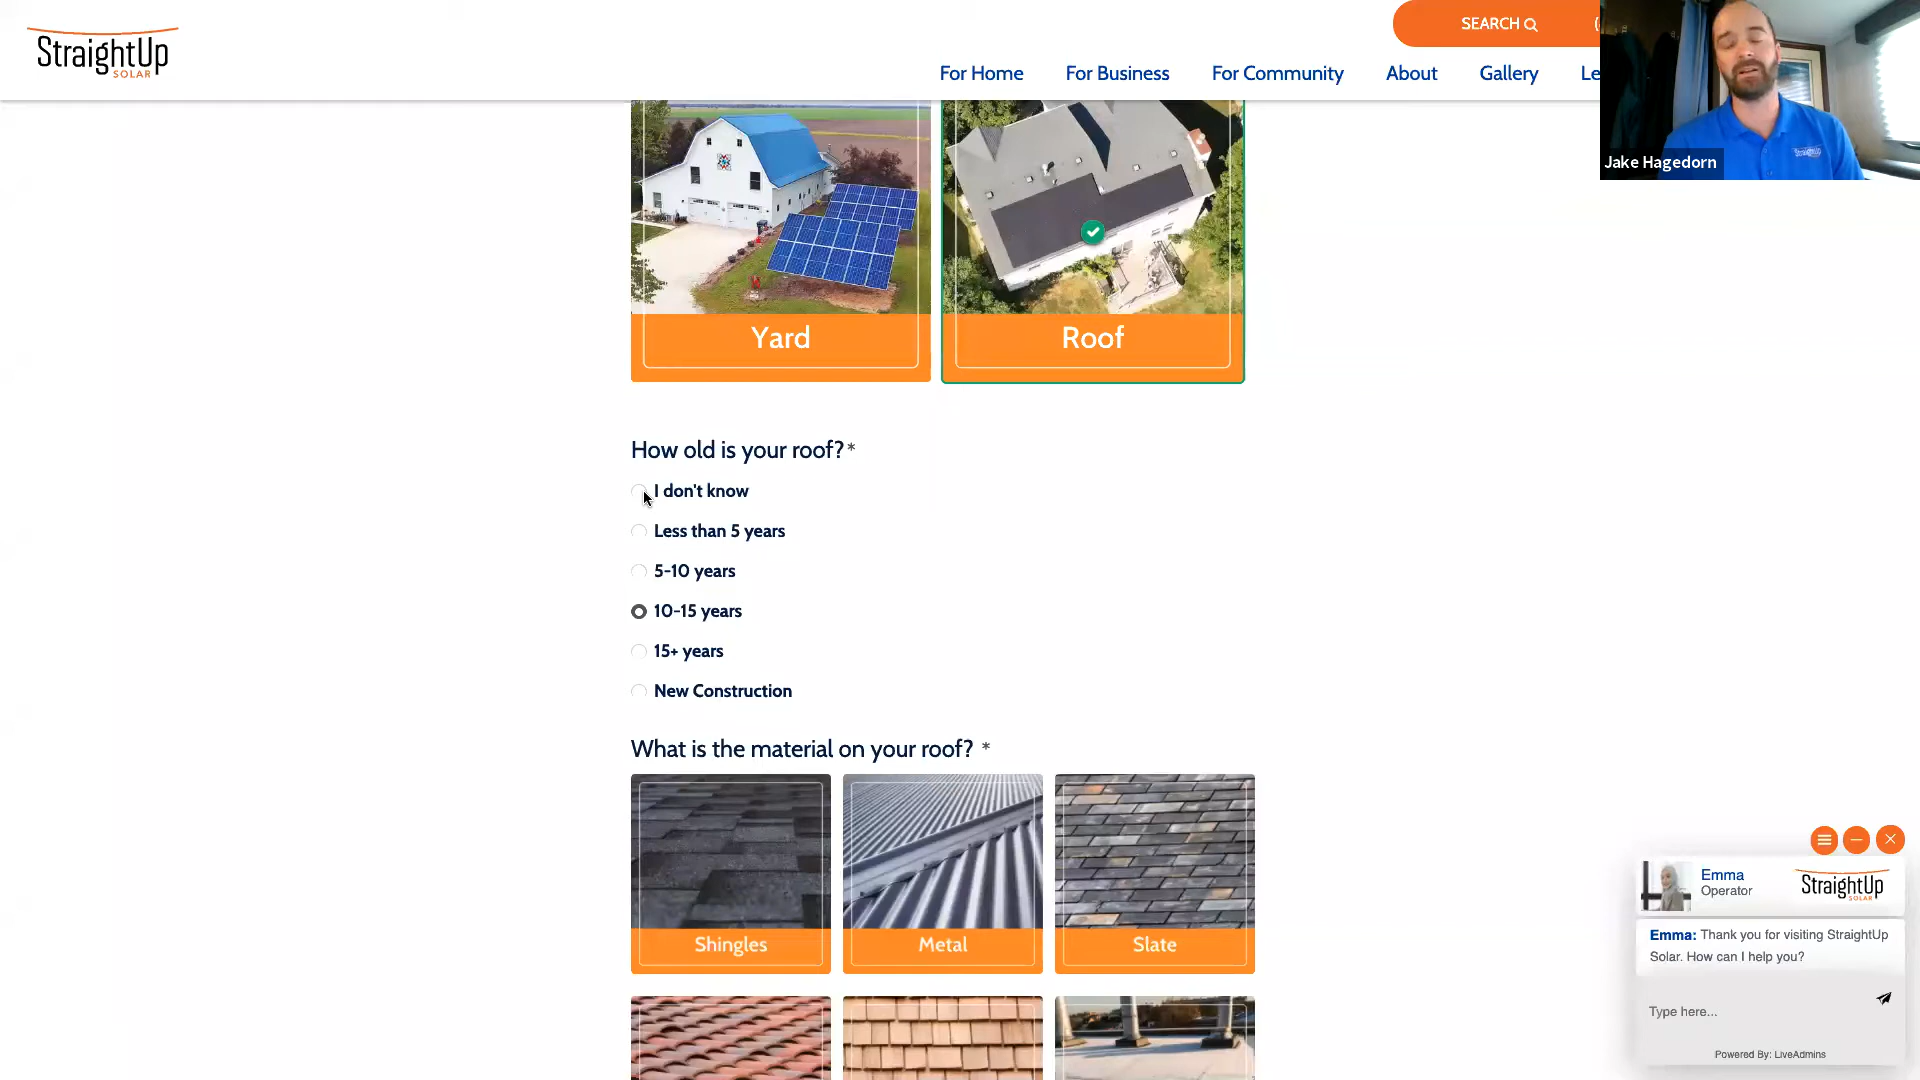 StraightUp
SOLAR
SEARCH
For Home
For Business
For Community
About
Gallery
Le
Jake Hagedorn
Yard
Roof
How old is your roof?*
I don't know
Less than 5 years
5-10 years
10-15 years
15+ years
New Construction
What is the material on your roof? *
Shingles
Metal
Slate
Emma
Operator
StraightUp
SOLAR
Emma: Thank you for visiting StraightUp
Solar. How can I help you?
Type here...
Powered By: LiveAdmins